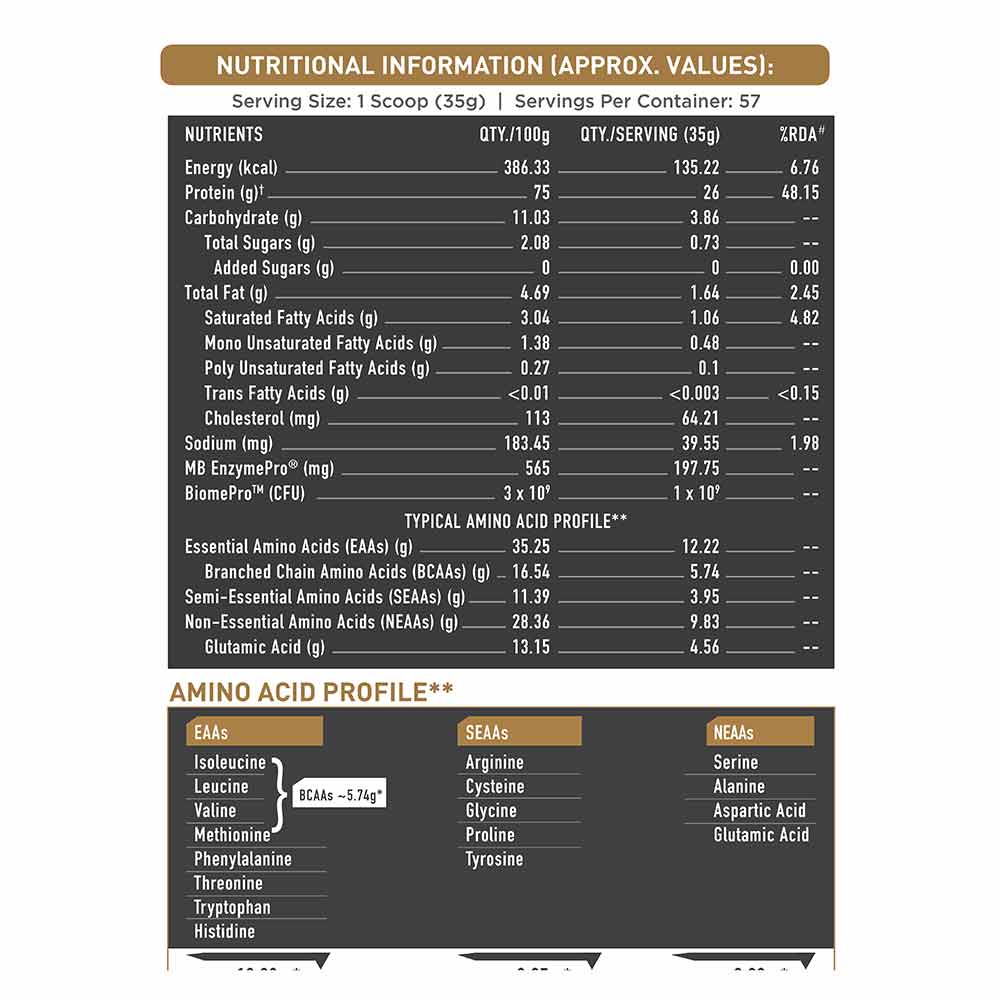 NUTRITIONAL INFORMATION (APPROX. VALUES):
Serving Size: 1 Scoop (35g) | Servings Per Container: 57
NUTRIENTS QTY./100g QTY./SERVING (35g) %RDA#
Energy (kcal) 386.33 135.22 6.76
Protein (g)† 75 26 48.15
Carbohydrate (g) 11.03 3.86 --
Total Sugars (g) 2.08 0.73 --
Added Sugars (g) 0 0 0.00
Total Fat (g) 4.69 1.64 2.45
Saturated Fatty Acids (g) 3.04 1.06 4.82
Mono Unsaturated Fatty Acids (g) 1.38 0.48 --
Poly Unsaturated Fatty Acids (g) 0.27 0.1 --
Trans Fatty Acids (g) <0.01 <0.003 <0.15
Cholesterol (mg) 113 64.21 --
Sodium (mg) 183.45 39.55 1.98
MB EnzymePro® (mg) 565 197.75 --
BiomePro™ (CFU) 3 x 10⁹ 1 x 10⁹ --
TYPICAL AMINO ACID PROFILE**
Essential Amino Acids (EAAs) (g) 35.25 12.22 --
Branched Chain Amino Acids (BCAAs) (g) 16.54 5.74 --
Semi-Essential Amino Acids (SEAAs) (g) 11.39 3.95 --
Non-Essential Amino Acids (NEAAs) (g) 28.36 9.83 --
Glutamic Acid (g) 13.15 4.56 --
AMINO ACID PROFILE**
EAAs SEAAs NEAAs
Isoleucine Arginine Serine
Leucine Cysteine Alanine
BCAAs ~5.74g*
Valine Glycine Aspartic Acid
Methionine Proline Glutamic Acid
Phenylalanine Tyrosine
Threonine
Tryptophan
Histidine